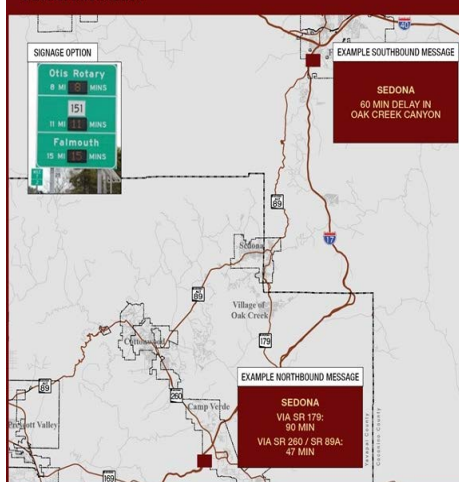 40
SIGNAGE OPTION
Otis Rotary
8 MI 8 MINS
151
11 MI 11 MINS
Falmouth
15 MI 15 MINS
EXAMPLE SOUTHBOUND MESSAGE
SEDONA
60 MIN DELAY IN
OAK CREEK CANYON
89
17
Sedona
89
Village of
Oak Creek
179
Cottonwood
69
260
Camp Verde
Prescott Valley
169
EXAMPLE NORTHBOUND MESSAGE
SEDONA
VIA SR 179:
90 MIN
VIA SR 260 / SR 89A:
47 MIN
Yavapai County
Coconino County